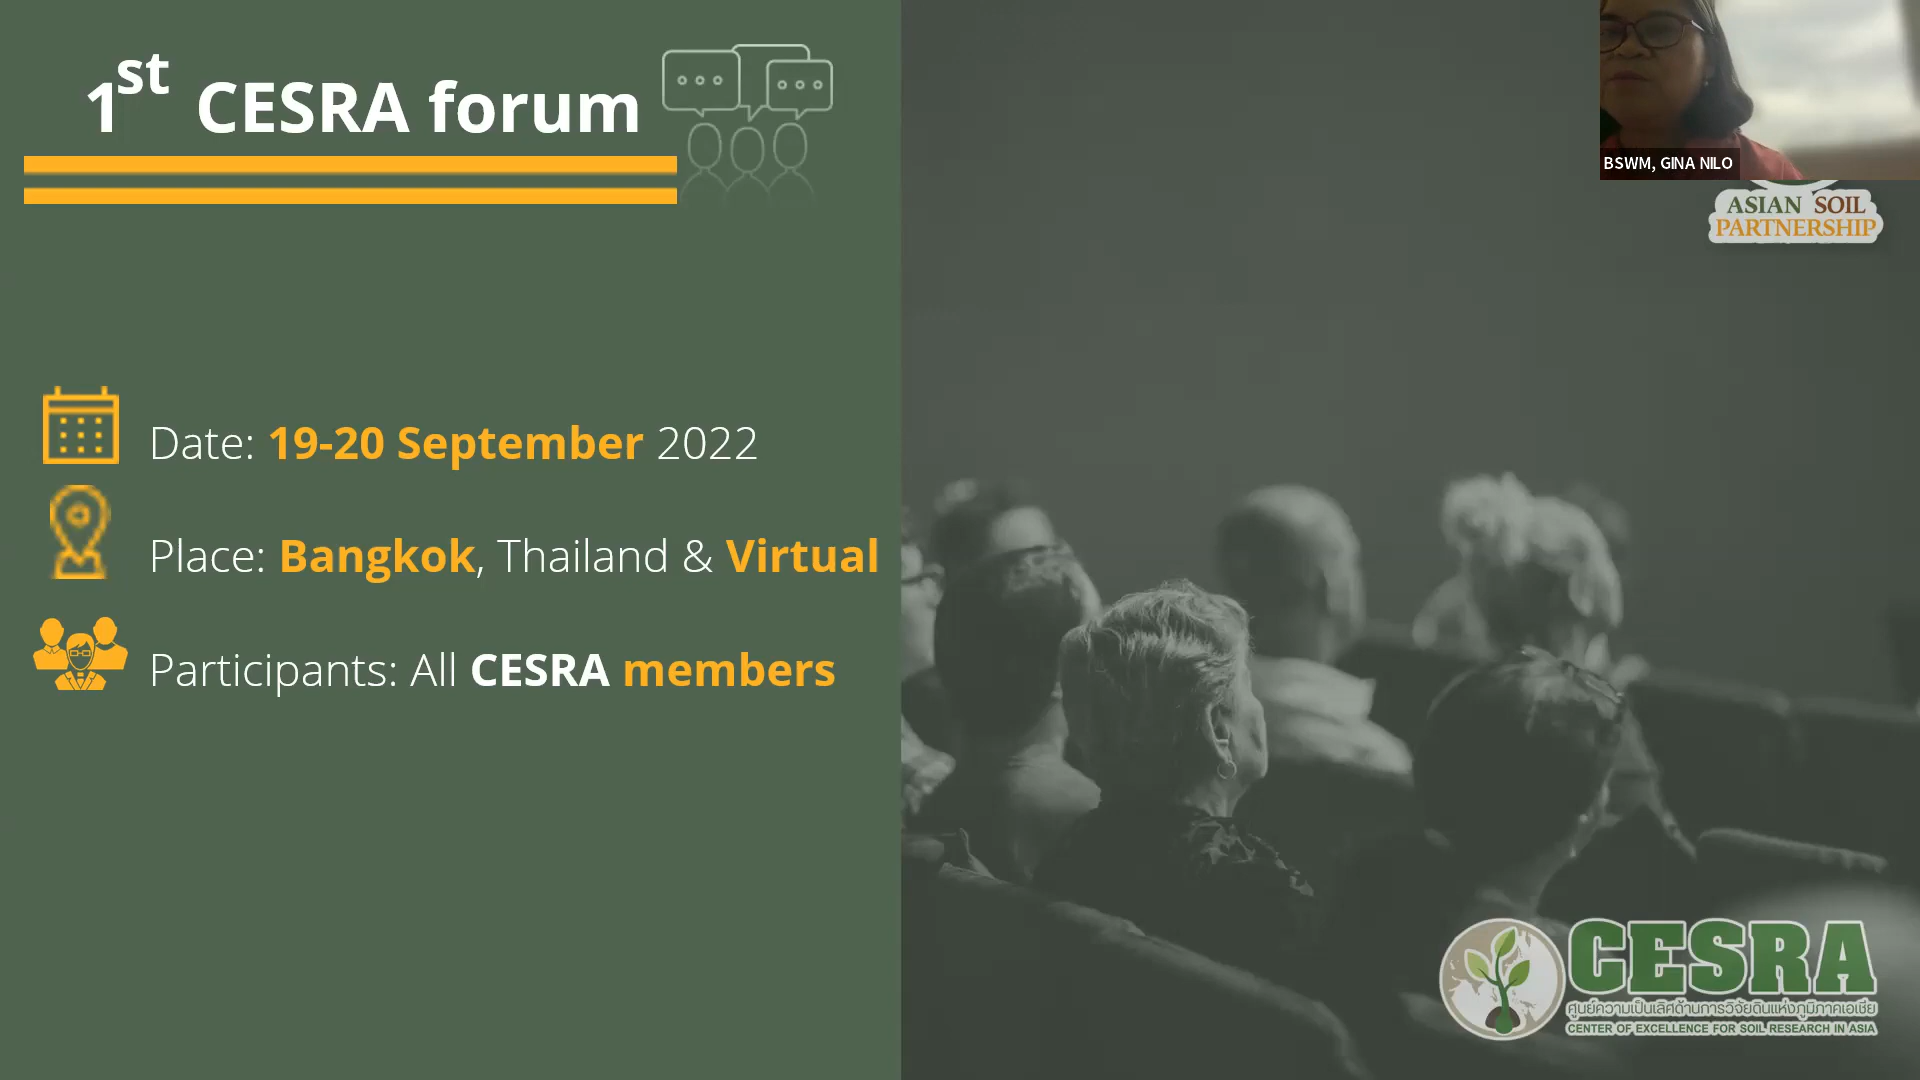 1st CESRA forum
BSWM, GINA NILO
ASIAN SOIL
PARTNERSHIP
Date: 19-20 September 2022
Place: Bangkok, Thailand & Virtual
Participants: All CESRA members
CESRA
ศูนย์ความเป็นเลิศด้านการวิจัยดินแห่งภูมิภาคเอเชีย
CENTER OF EXCELLENCE FOR SOIL RESEARCH IN ASIA